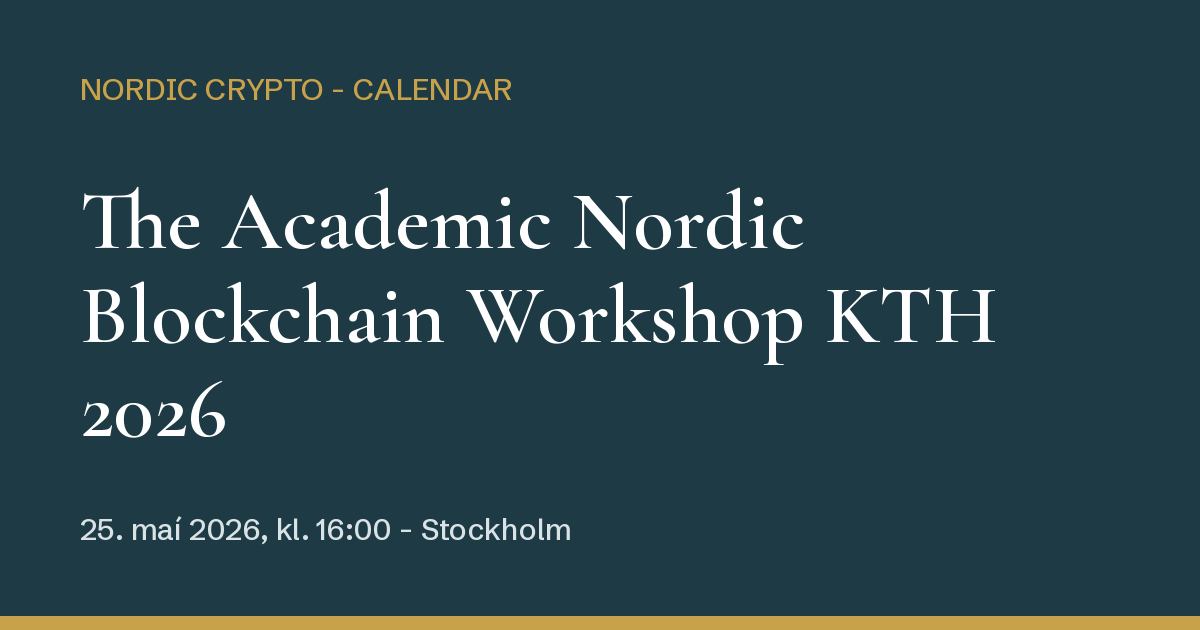 NORDIC CRYPTO - CALENDAR
The Academic Nordic
Blockchain Workshop KTH
2026
25. maí 2026, kl. 16:00 - Stockholm